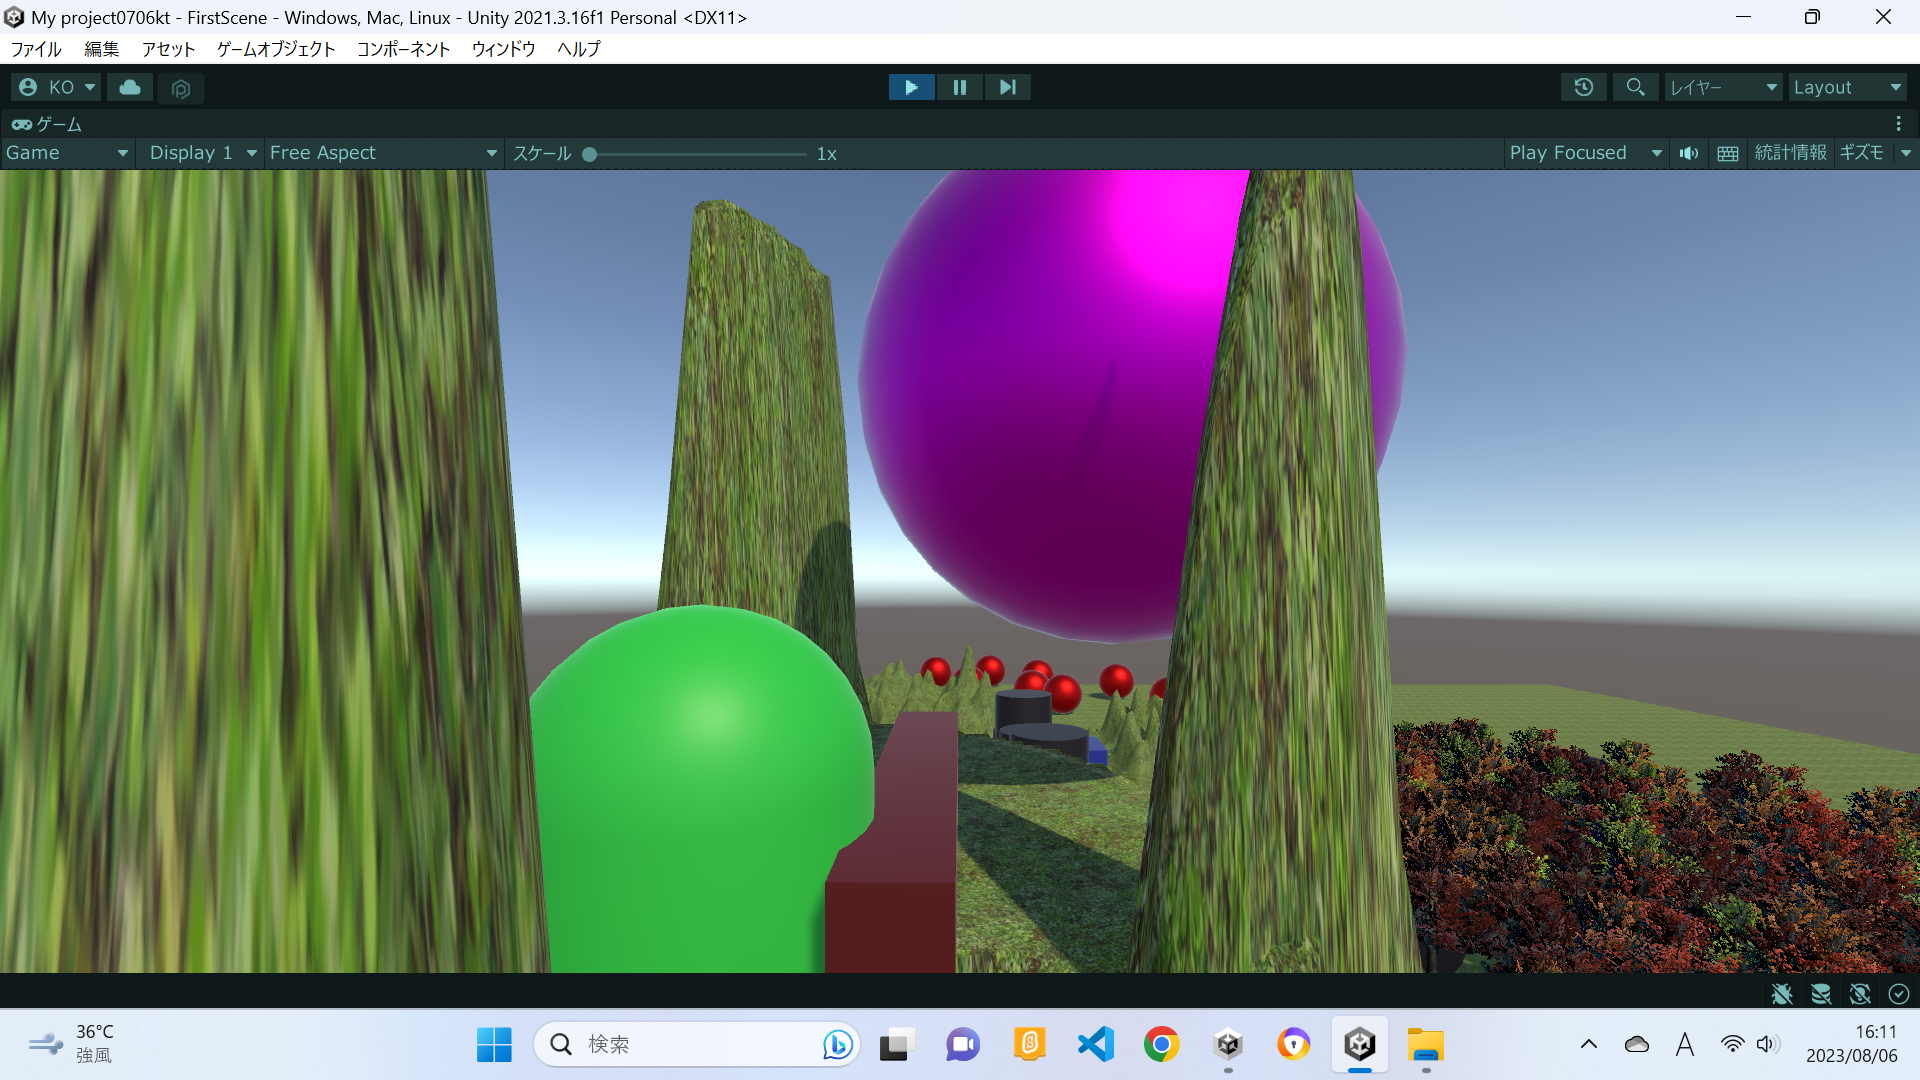 My project0706kt - FirstScene - Windows, Mac, Linux - Unity 2021.3.16f1 Personal <DX11>
ファイル 編集 アセット ゲームオブジェクト コンポーネント ウィンドウ ヘルプ
KO レイヤー Layout
ゲーム
Game Display 1 Free Aspect スケール 1x Play Focused 統計情報 ギズモ
36°C
強風
検索
A
16:11
2023/08/06